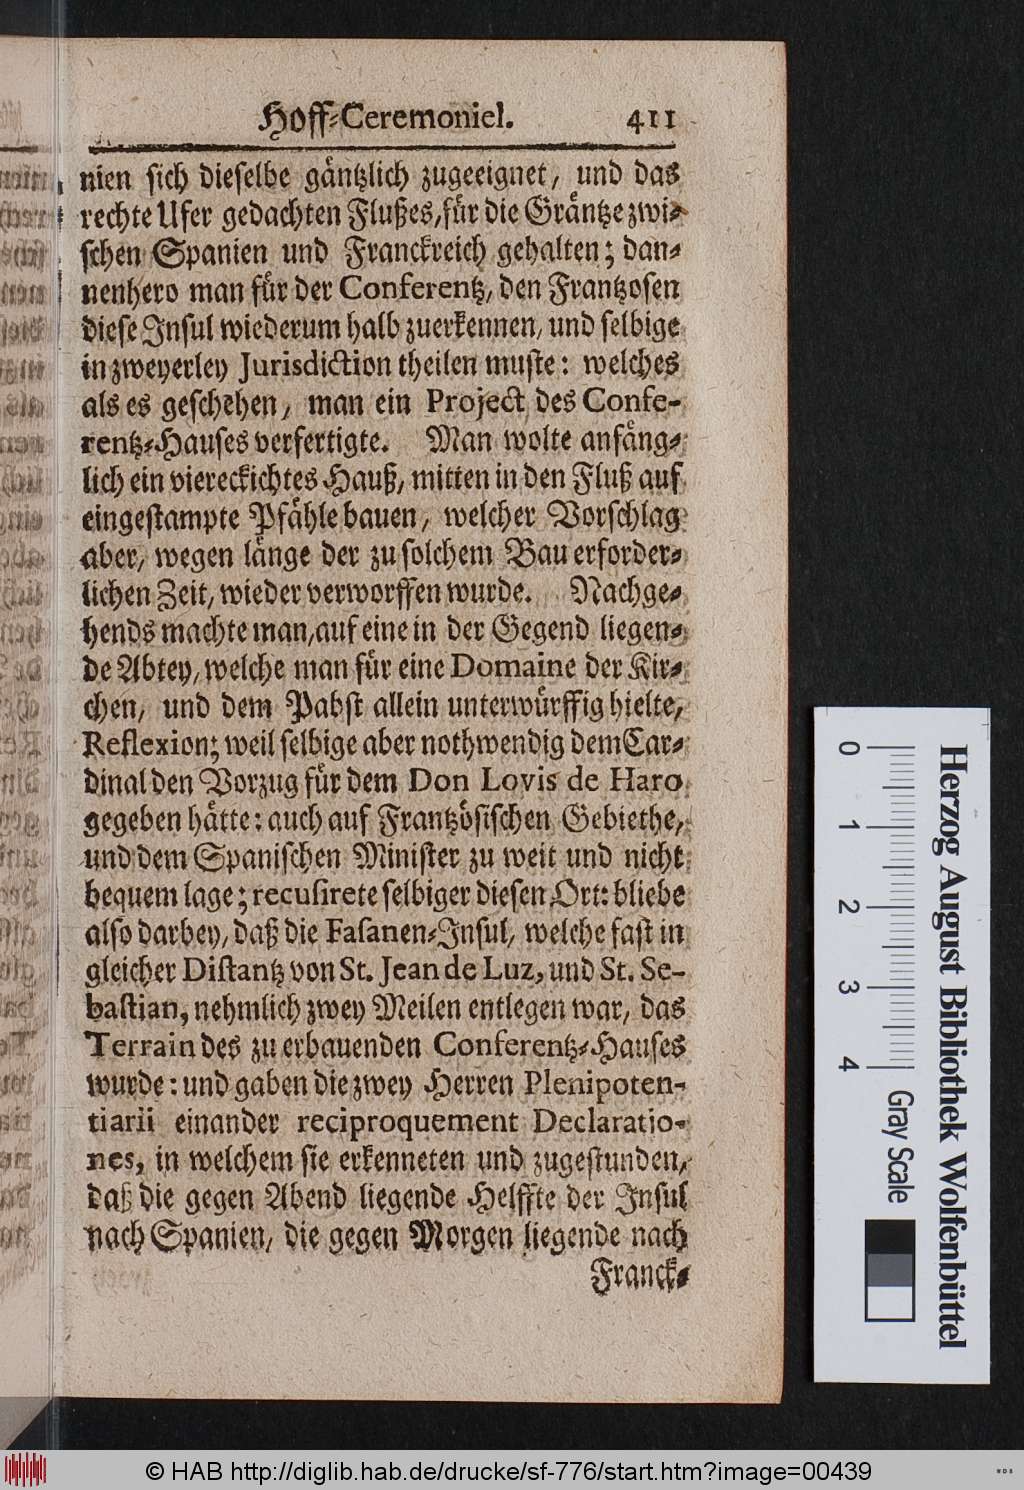 Hoff-Ceremoniel. 411
nien sich dieselbe gäntzlich zugeeignet, und das
rechte Ufer gedachten Flußes, für die Gräntze zwi-
schen Spanien und Franckreich gehalten; dan-
nenhero man für der Conferentz, den Frantzosen
diese Insul wiederum halb zuerkennen, und selbige
in zweyerley Jurisdiction theilen muste: welches
als es geschehen, man ein Project des Confe-
rentz-Hauses verfertigte. Man wolte anfäng-
lich ein viereckichtes Hauß, mitten in den Fluß auf
eingestampte Pfähle bauen, welcher Vorschlag
aber, wegen länge der zu solchem Bau erforder-
lichen Zeit, wieder verworffen wurde. Nachge-
hends machte man, auf eine in der Gegend liegen-
de Abtey, welche man für eine Domaine der Kir-
chen, und dem Pabst allein unterwürffig hielte,
Reflexion; weil selbige aber nothwendig dem Car-
dinal den Vorzug für dem Don Lovis de Haro
gegeben hätte: auch auf Frantzösischen Gebiethe,
und dem Spanischen Minister zu weit und nicht
bequem lage; recusirete selbiger diesen Ort: bliebe
also darbey, daß die Fasanen-Insul, welche fast in
gleicher Distantz von St. Jean de Luz, und St. Se-
bastian, nehmlich zwey Meilen entlegen war, das
Terrain des zu erbauenden Conferentz-Hauses
wurde: und gaben die zwey Herren Plenipoten-
tiarii einander reciproquement Declaratio-
nes, in welchem sie erkenneten und zugestunden,
daß die gegen Abend liegende Helffte der Insul
nach Spanien, die gegen Morgen liegende nach
Franck-
Herzog August Bibliothek Wolfenbüttel
0 1 2 3 4 Gray Scale
© HAB http://diglib.hab.de/drucke/sf-776/start.htm?image=00439